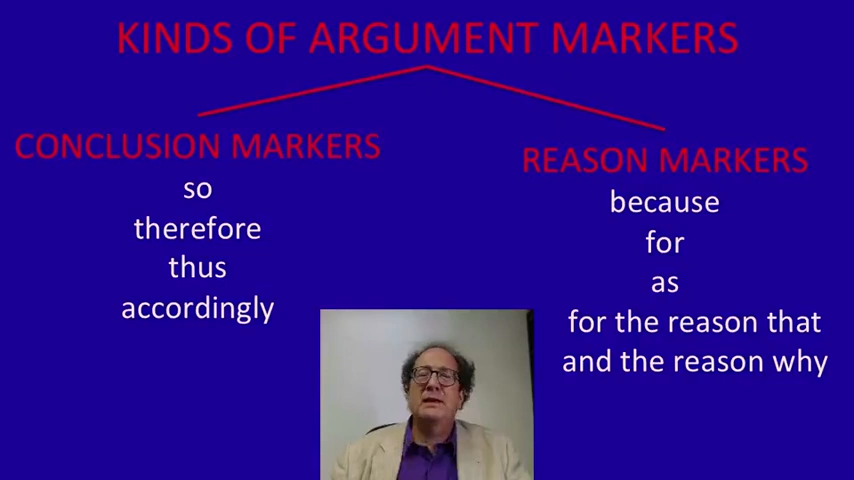 KINDS OF ARGUMENT MARKERS
CONCLUSION MARKERS
so
therefore
thus
accordingly
REASON MARKERS
because
for
as
for the reason that
and the reason why